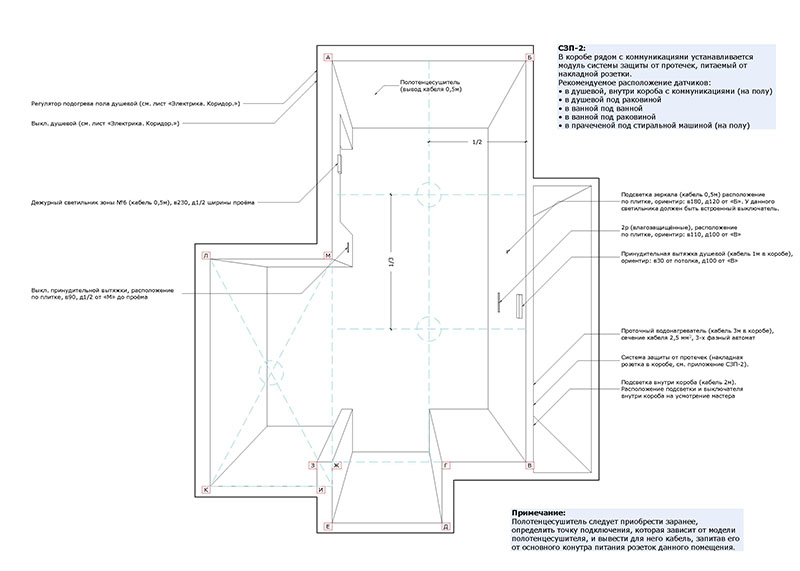 СЗП-2:
В коробе рядом с коммуникациями устанавливается
модуль системы защиты от протечек, питаемый от
накладной розетки.
Рекомендуемое расположение датчиков:
• в душевой, внутри короба с коммуникациями (на полу)
• в душевой под раковиной
• в ванной под ванной
• в ванной под раковиной
• в прачеченой под стиральной машиной (на полу)
А
Б
Полотенцесушитель
(вывод кабеля 0,5м)
Регулятор подогрева пола душевой (см. лист «Электрика. Коридор.»)
Выкл. душевой (см. лист «Электрика. Коридор.»)
1/2
Дежурный светильник зоны №6 (кабель 0,5м), в230, д1/2 ширины проёма
Подсветка зеркала (кабель 0,5м) расположение
по плитке, ориентир: в180, д120 от «Б». У данного
светильника должен быть встроенный выключатель.
2р (влагозащищённые), расположение
по плитке, ориентир: в110, д100 от «В»
Принудительная вытяжка душевой (кабель 1м в коробе),
ориентир: в30 от потолка, д100 от «В»
Л
М
1/3
Выкл. принудительной вытяжки, расположение
по плитке, в90, д1/2 от «М» до проёма
Проточный водонагреватель (кабель 3м в коробе),
сечение кабеля 2,5 мм², 3-х фазный автомат
Система защиты от протечек (накладная
розетка в коробе, см. приложение СЗП-2).
Подсветка внутри короба (кабель 2м).
Расположение подсветки и выключателя
внутри короба на усмотрение мастера
З
Ж
Г
В
К
И
Е
Д
Примечание:
Полотенцесушитель следует приобрести заранее,
определить точку подключения, которая зависит от модели
полотенцесушителя, и вывести для него кабель, запитав его
от основного конутра питания розеток данного помещения.